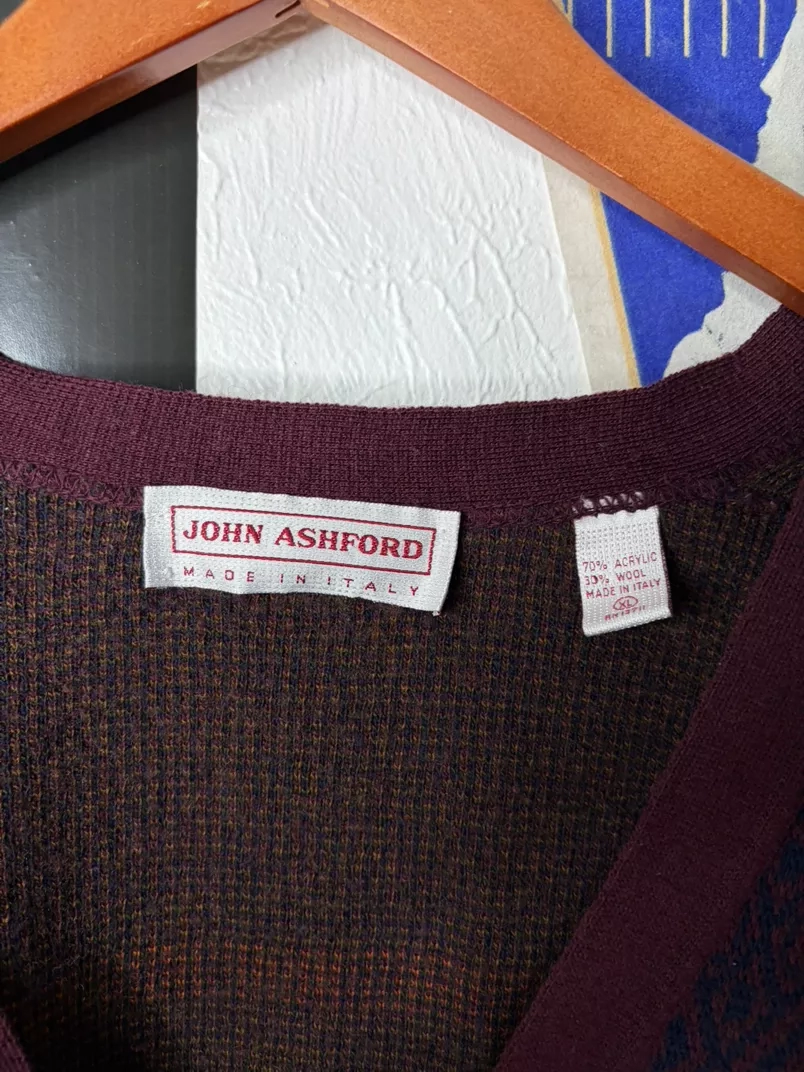 JOHN ASHFORD
MADE IN ITALY
70% ACRYLIC
30% WOOL
MADE IN ITALY
XL